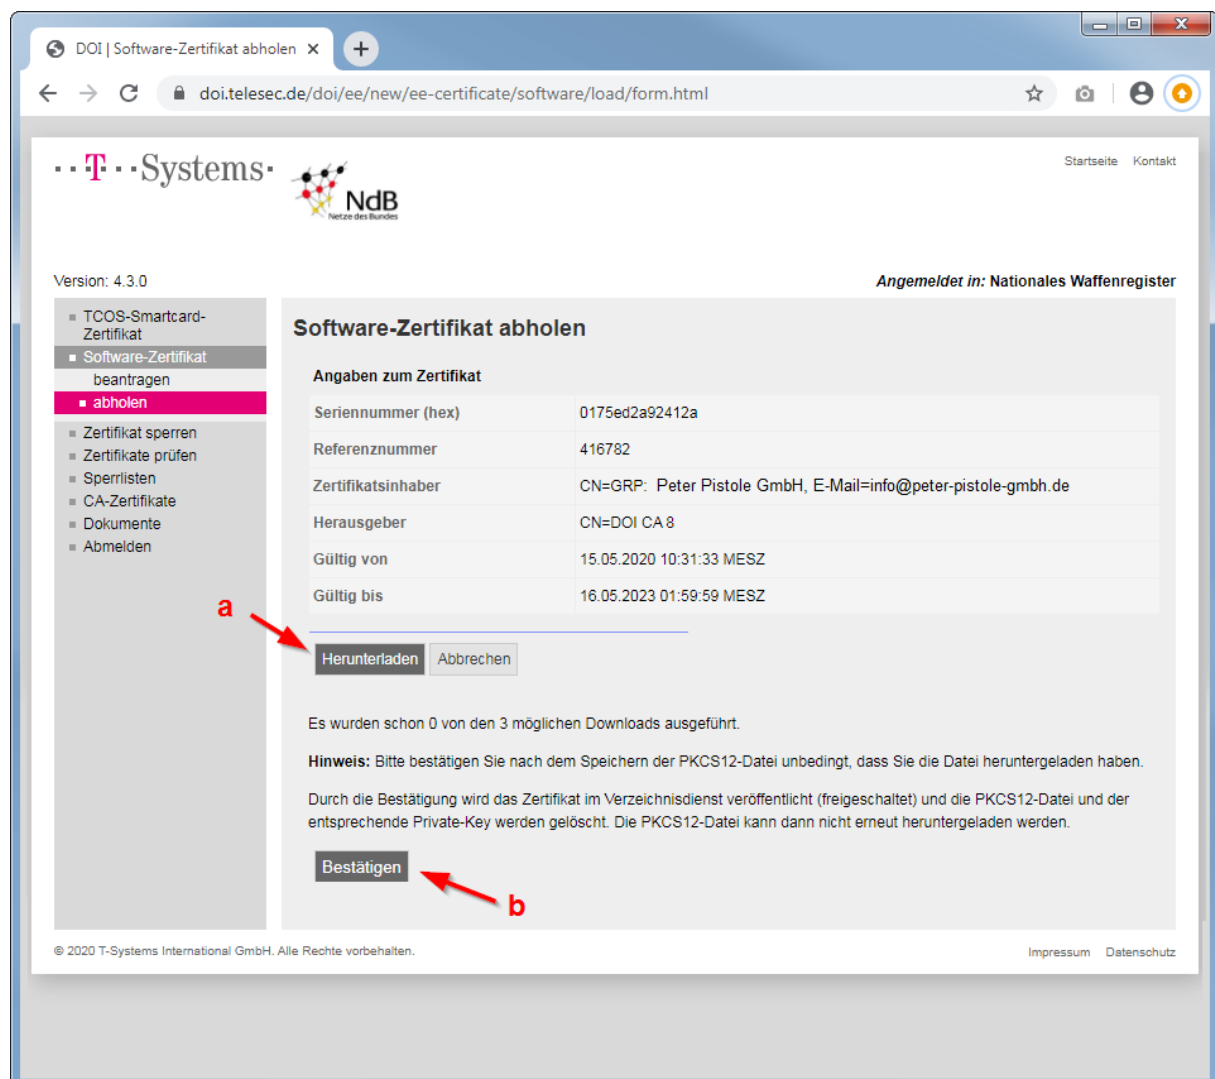 DOI | Software-Zertifikat abholen
doi.telesec.de/doi/ee/new/ee-certificate/software/load/form.html
T Systems
NdB
Netze des Bundes
Startseite Kontakt
Version: 4.3.0
Angemeldet in: Nationales Waffenregister
TCOS-Smartcard-
Zertifikat
Software-Zertifikat
beantragen
abholen
Zertifikat sperren
Zertifikate prüfen
Sperrlisten
CA-Zertifikate
Dokumente
Abmelden
Software-Zertifikat abholen
Angaben zum Zertifikat
Seriennummer (hex) 0175ed2a92412a
Referenznummer 416782
Zertifikatsinhaber CN=GRP: Peter Pistole GmbH, E-Mail=info@peter-pistole-gmbh.de
Herausgeber CN=DOI CA 8
Gültig von 15.05.2020 10:31:33 MESZ
Gültig bis 16.05.2023 01:59:59 MESZ
a
Herunterladen Abbrechen
Es wurden schon 0 von den 3 möglichen Downloads ausgeführt.
Hinweis: Bitte bestätigen Sie nach dem Speichern der PKCS12-Datei unbedingt, dass Sie die Datei heruntergeladen haben.
Durch die Bestätigung wird das Zertifikat im Verzeichnisdienst veröffentlicht (freigeschaltet) und die PKCS12-Datei und der
entsprechende Private-Key werden gelöscht. Die PKCS12-Datei kann dann nicht erneut heruntergeladen werden.
Bestätigen
b
© 2020 T-Systems International GmbH. Alle Rechte vorbehalten.
Impressum Datenschutz